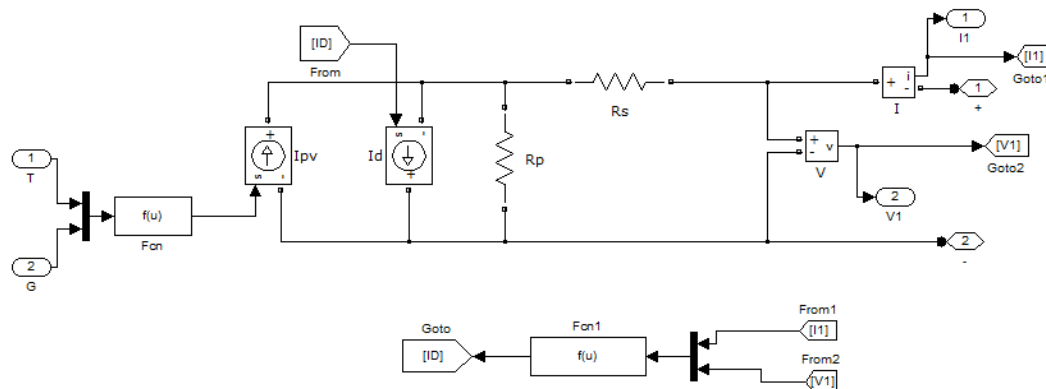 1
I1
[ID]
From
[I1]
Goto1
+ i
-
I
1
+
Rs
+
s
-
Ipv
s
-
Id
+
Rp
+
-
v
V
[V1]
Goto2
1
T
f(u)
Fcn
2
V1
2
G
2
-
From1
[I1]
Goto
Fcn1
[ID]
f(u)
From2
[V1]